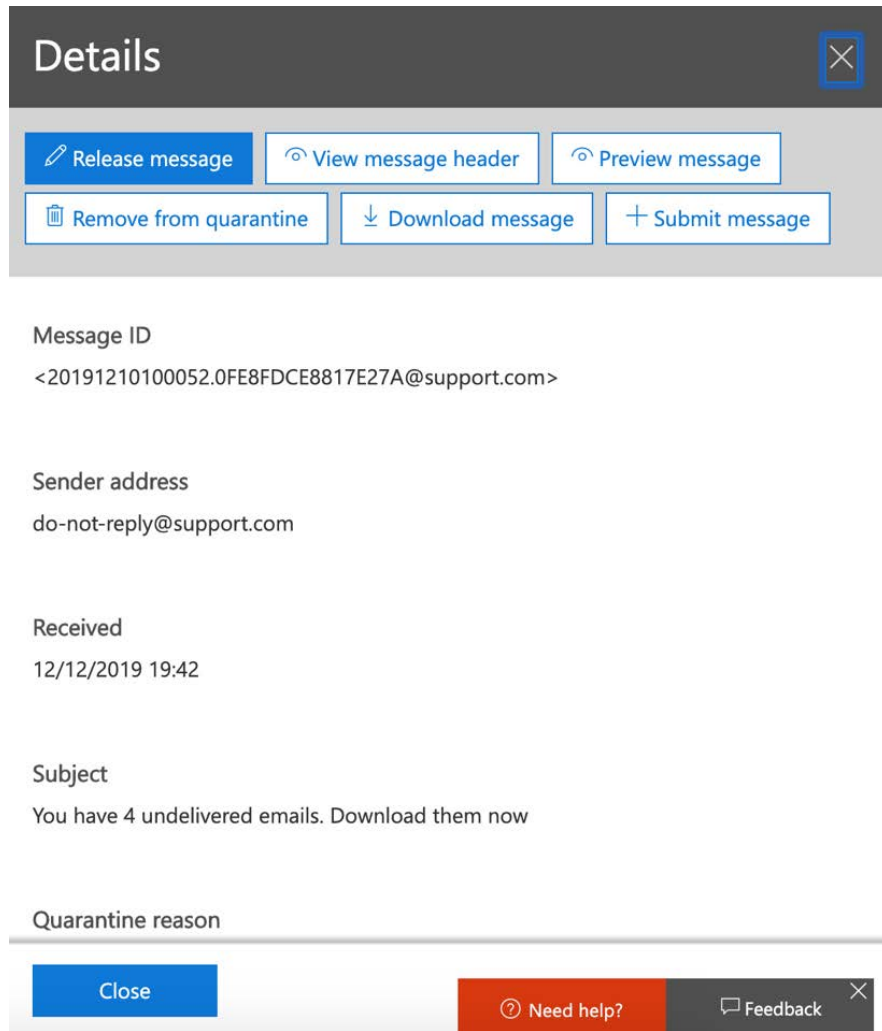 Details
Release message View message header Preview message
Remove from quarantine Download message Submit message
Message ID
<20191210100052.0FE8FDCE8817E27A@support.com>
Sender address
do-not-reply@support.com
Received
12/12/2019 19:42
Subject
You have 4 undelivered emails. Download them now
Quarantine reason
Close
Need help? Feedback